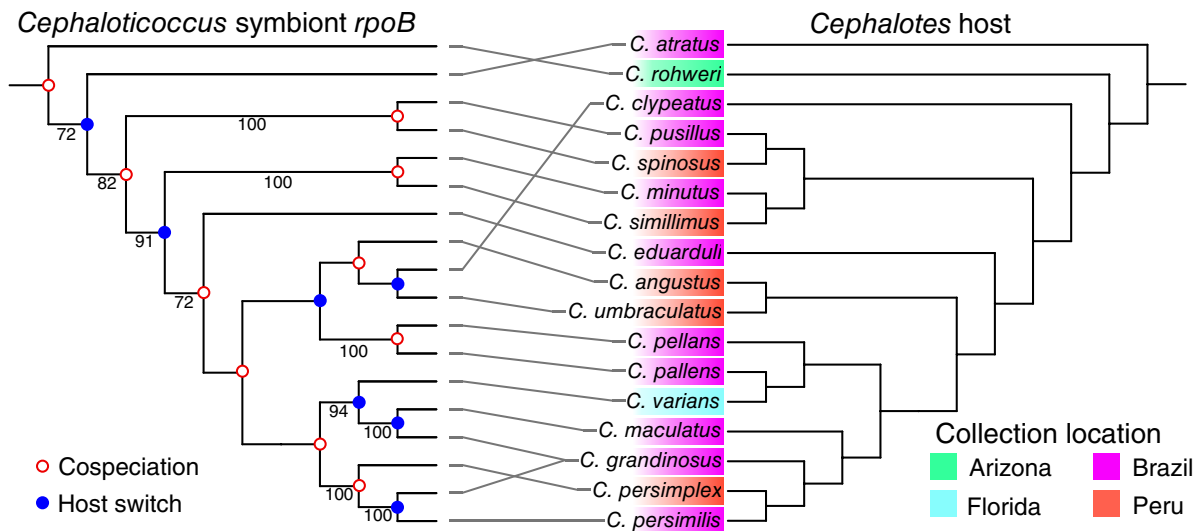 Cephaloticoccus symbiont rpoB
Cephalotes host
C. atratus
C. rohweri
C. clypeatus
C. pusillus
C. spinosus
C. minutus
C. simillimus
C. eduarduli
C. angustus
C. umbraculatus
C. pellans
C. pallens
C. varians
C. maculatus
C. grandinosus
C. persimplex
C. persimilis
72
82
100
91
100
72
100
94
100
100
100
Cospeciation
Host switch
Collection location
Arizona
Brazil
Florida
Peru